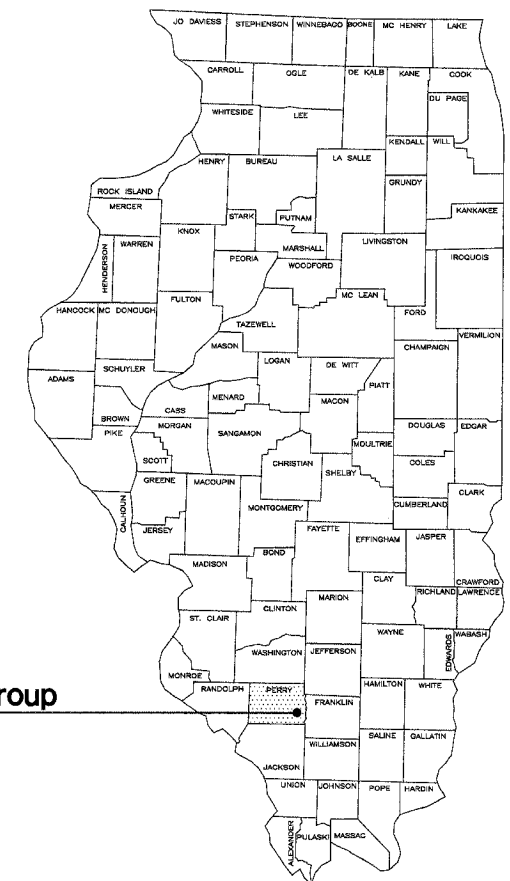 JO DAVIESS STEPHENSON WINNEBAGO BOONE MC HENRY LAKE
CARROLL OGLE DE KALB KANE COOK
DU PAGE
WHITESIDE LEE
KENDALL WILL
HENRY BUREAU LA SALLE
GRUNDY
ROCK ISLAND
MERCER
STARK PUTNAM KANKAKEE
KNOX
HENDERSON WARREN MARSHALL LIVINGSTON
PEORIA WOODFORD IROQUOIS
FULTON MC LEAN
HANCOCK MC DONOUGH FORD
TAZEWELL
MASON VERMILION
CHAMPAIGN
LOGAN DE WITT
SCHUYLER
ADAMS PIATT
MENARD
MACON
CASS
BROWN MORGAN
PIKE SANGAMON DOUGLAS EDGAR
MOULTRIE
SCOTT CHRISTIAN COLES
SHELBY
GREENE MACOUPIN
CLARK
CALHOUN MONTGOMERY CUMBERLAND
JERSEY FAYETTE JASPER
EFFINGHAM
BOND
MADISON
CLAY CRAWFORD
MARION RICHLAND LAWRENCE
CLINTON
ST. CLAIR WAYNE WABASH
EDWARDS
WASHINGTON JEFFERSON
MONROE
RANDOLPH PERRY HAMILTON WHITE
roup
FRANKLIN
SALINE GALLATIN
WILLIAMSON
JACKSON
UNION JOHNSON POPE HARDIN
ALEXANDER PULASKI MASSAC